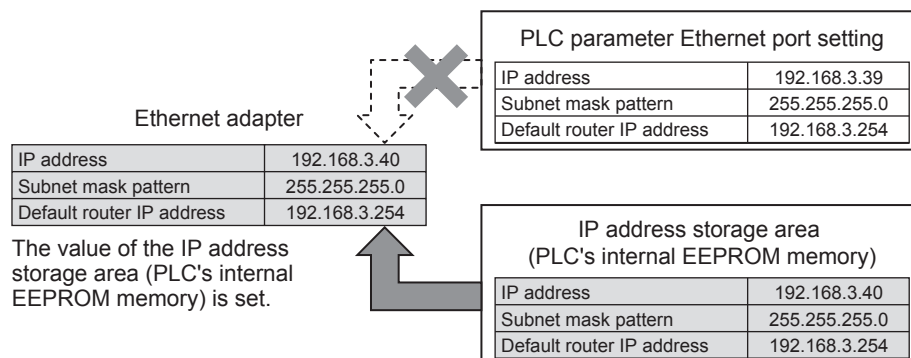 PLC parameter Ethernet port setting
IP address 192.168.3.39
Subnet mask pattern 255.255.255.0
Default router IP address 192.168.3.254
Ethernet adapter
IP address 192.168.3.40
Subnet mask pattern 255.255.255.0
Default router IP address 192.168.3.254
The value of the IP address
storage area (PLC's internal
EEPROM memory) is set.
IP address storage area
(PLC's internal EEPROM memory)
IP address 192.168.3.40
Subnet mask pattern 255.255.255.0
Default router IP address 192.168.3.254